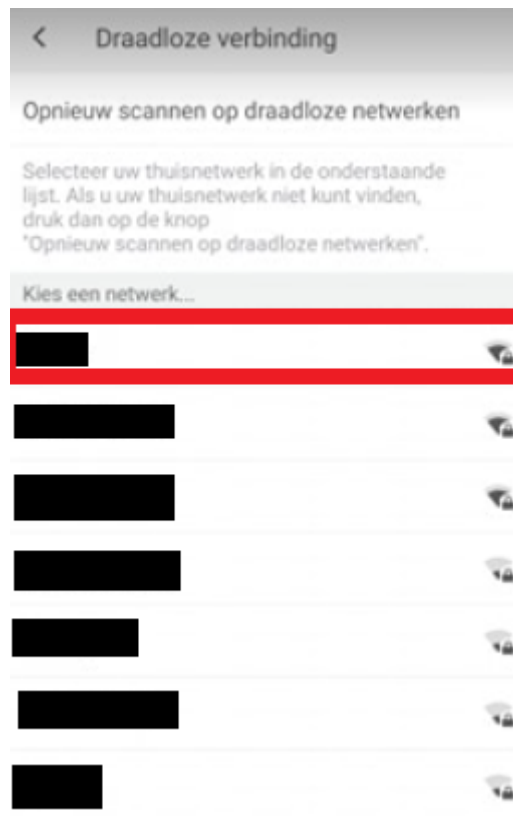 Draadloze verbinding
Opnieuw scannen op draadloze netwerken
Selecteer uw thuisnetwerk in de onderstaande
lijst. Als u uw thuisnetwerk niet kunt vinden,
druk dan op de knop
"Opnieuw scannen op draadloze netwerken".
Kies een netwerk...